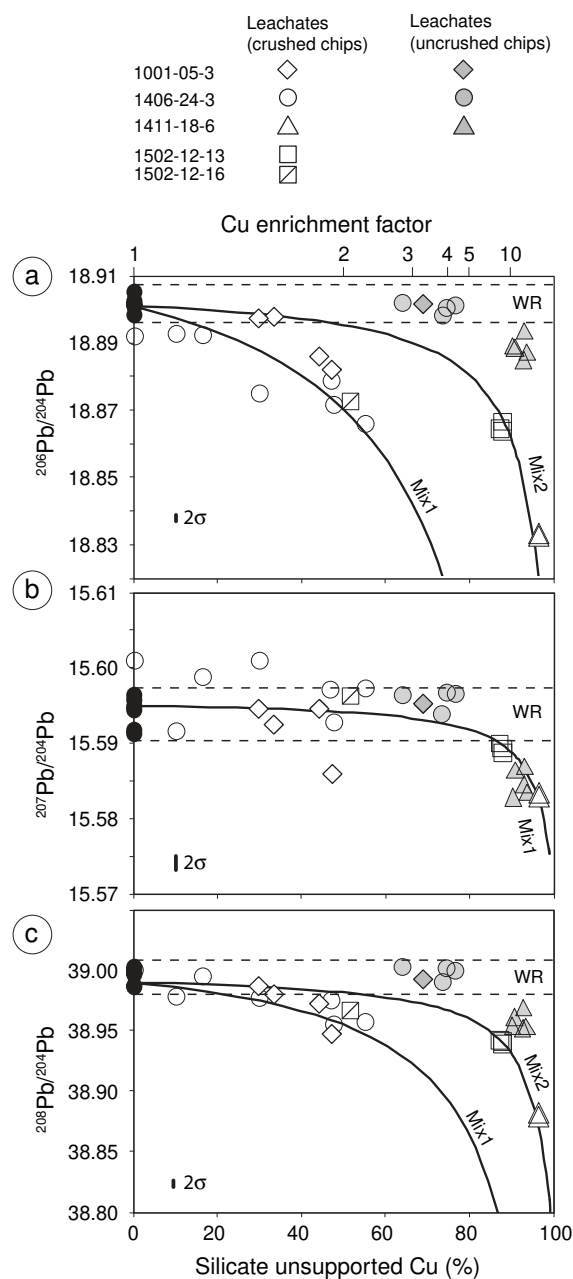 Leachates Leachates
(crushed chips) (uncrushed chips)
1001-05-3
1406-24-3
1411-18-6
1502-12-13
1502-12-16
Cu enrichment factor
1 2 3 4 5 10
a
18.91
18.89
18.87
18.85
18.83
²⁰⁶Pb/²⁰⁴Pb
WR
Mix1
Mix2
2σ
b
15.61
15.60
15.59
15.58
15.57
²⁰⁷Pb/²⁰⁴Pb
WR
Mix1
2σ
c
39.00
38.95
38.90
38.85
38.80
²⁰⁸Pb/²⁰⁴Pb
WR
Mix2
Mix1
2σ
0 20 40 60 80 100
Silicate unsupported Cu (%)